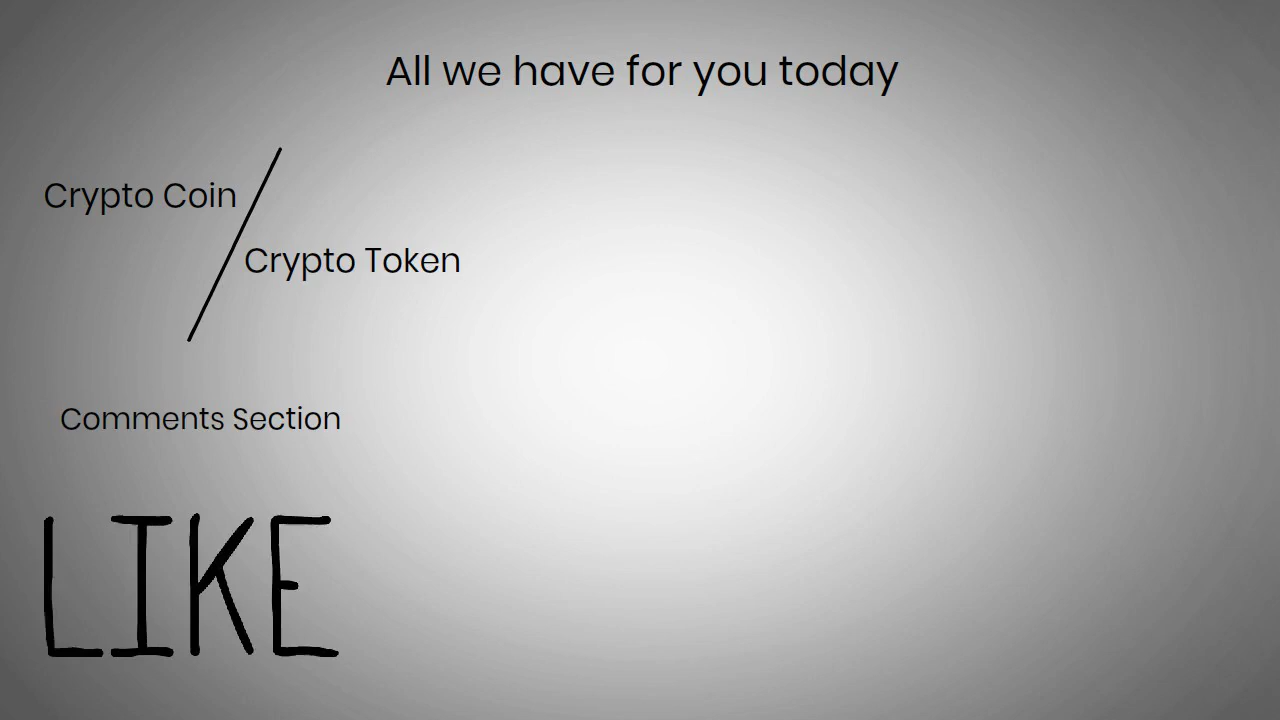 All we have for you today
Crypto Coin
Crypto Token
Comments Section
LIKE